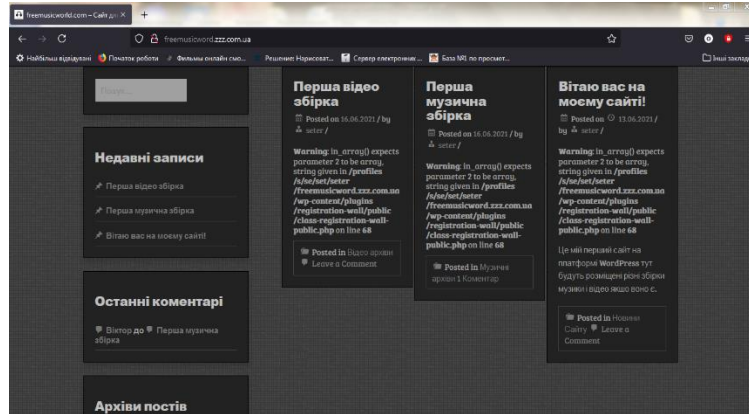 freemusicworld.com – Сайт дл
freemusicword.zzz.com.ua
Найбільш відвідувані
Початок роботи
Фильмы онлайн смо...
Решение: Нарисоват...
Сервер електронних ...
База №1 по просмот...
Інші заклад
Пошук...
Недавні записи
Перша відео збірка
Перша музична збірка
Вітаю вас на моєму сайті!
Останні коментарі
Віктор до Перша музична
збірка
Архіви постів
Перша відео
збірка
Posted on 16.06.2021 / by
seter /
Warning: in_array() expects
parameter 2 to be array,
string given in /profiles
/s/se/set/seter
/freemusicword.zzz.com.ua
/wp-content/plugins
/registration-wall/public
/class-registration-wall-
public.php on line 68
Posted in Відео архіви
Leave a Comment
Перша
музична
збірка
Posted on 16.06.2021 / by
seter /
Warning: in_array() expects
parameter 2 to be array,
string given in /profiles
/s/se/set/seter
/freemusicword.zzz.com.ua
/wp-content/plugins
/registration-wall/public
/class-registration-wall-
public.php on line 68
Posted in Музичні
архіви 1 Коментар
Вітаю вас на
моєму сайті!
Posted on 13.06.2021 /
by seter /
Warning: in_array() expects
parameter 2 to be array,
string given in /profiles
/s/se/set/seter
/freemusicword.zzz.com.ua
/wp-content/plugins
/registration-wall/public
/class-registration-wall-
public.php on line 68
Це мій перший сайт на
платформі WordPress тут
будуть розміщені різні збірки
музики і відео якщо воно є.
Posted in Новини
Сайту Leave a
Comment